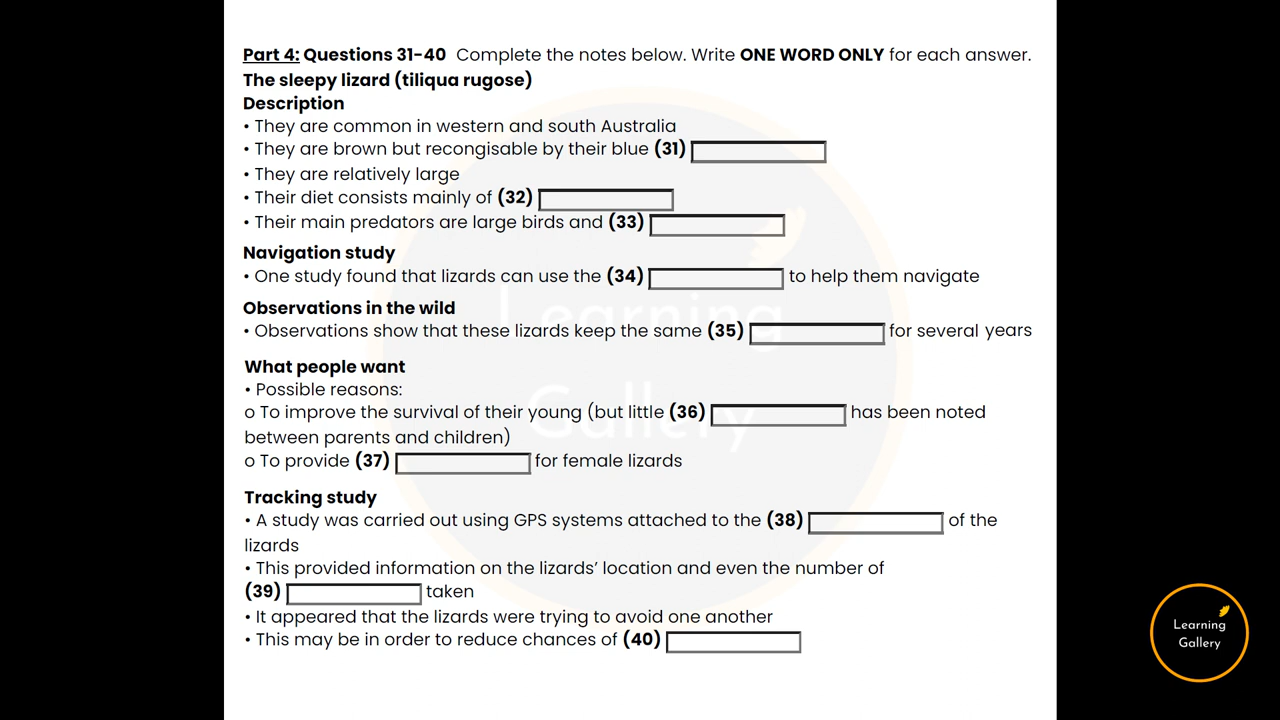 Part 4: Questions 31-40 Complete the notes below. Write ONE WORD ONLY for each answer.
The sleepy lizard (tiliqua rugose)
Description
• They are common in western and south Australia
• They are brown but recongisable by their blue (31)
• They are relatively large
• Their diet consists mainly of (32)
• Their main predators are large birds and (33)
Navigation study
• One study found that lizards can use the (34) to help them navigate
Observations in the wild
• Observations show that these lizards keep the same (35) for several years
What people want
• Possible reasons:
o To improve the survival of their young (but little (36) has been noted
between parents and children)
o To provide (37) for female lizards
Tracking study
• A study was carried out using GPS systems attached to the (38) of the
lizards
• This provided information on the lizards’ location and even the number of
(39) taken
• It appeared that the lizards were trying to avoid one another
• This may be in order to reduce chances of (40)
Learning
Gallery
Learning
Gallery